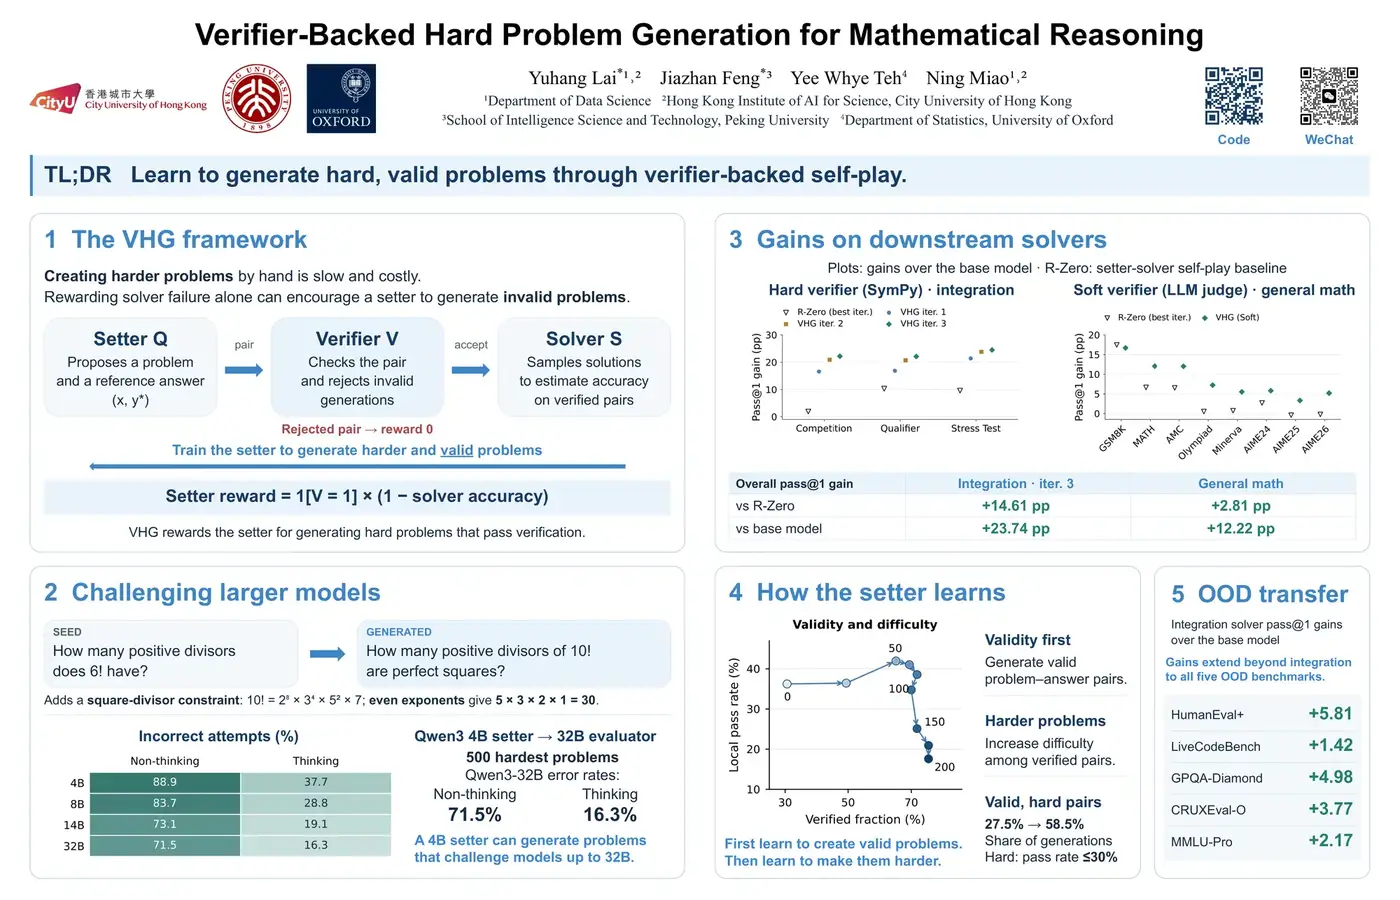 Verifier-Backed Hard Problem Generation for Mathematical Reasoning
CityU 香港城市大學
City University of Hong Kong
PEKING UNIVERSITY
1898
UNIVERSITY OF
OXFORD
Yuhang Lai*¹,² Jiazhan Feng*³ Yee Whye Teh⁴ Ning Miao¹,²
¹Department of Data Science ²Hong Kong Institute of AI for Science, City University of Hong Kong
³School of Intelligence Science and Technology, Peking University ⁴Department of Statistics, University of Oxford
Code
WeChat
TL;DR Learn to generate hard, valid problems through verifier-backed self-play.
1 The VHG framework
Creating harder problems by hand is slow and costly.
Rewarding solver failure alone can encourage a setter to generate invalid problems.
Setter Q
Proposes a problem
and a reference answer
(x, y*)
pair
Verifier V
Checks the pair
and rejects invalid
generations
accept
Solver S
Samples solutions
to estimate accuracy
on verified pairs
Rejected pair → reward 0
Train the setter to generate harder and valid problems
Setter reward = 1[V = 1] × (1 − solver accuracy)
VHG rewards the setter for generating hard problems that pass verification.
2 Challenging larger models
SEED
How many positive divisors
does 6! have?
GENERATED
How many positive divisors of 10!
are perfect squares?
Adds a square-divisor constraint: 10! = 2⁸ × 3⁴ × 5² × 7; even exponents give 5 × 3 × 2 × 1 = 30.
Incorrect attempts (%)
Non-thinking Thinking
4B 88.9 37.7
8B 83.7 28.8
14B 73.1 19.1
32B 71.5 16.3
Qwen3 4B setter → 32B evaluator
500 hardest problems
Qwen3-32B error rates:
Non-thinking Thinking
71.5% 16.3%
A 4B setter can generate problems
that challenge models up to 32B.
3 Gains on downstream solvers
Plots: gains over the base model · R-Zero: setter-solver self-play baseline
Hard verifier (SymPy) · integration
R-Zero (best iter.) VHG iter. 1
VHG iter. 2 VHG iter. 3
Pass@1 gain (pp)
30
20
10
0
Competition Qualifier Stress Test
Soft verifier (LLM judge) · general math
R-Zero (best iter.) VHG (Soft)
Pass@1 gain (pp)
20
15
10
5
0
GSM8K MATH AMC Olympiad Minerva AIME24 AIME25 AIME26
Overall pass@1 gain Integration · iter. 3 General math
vs R-Zero +14.61 pp +2.81 pp
vs base model +23.74 pp +12.22 pp
4 How the setter learns
Validity and difficulty
Local pass rate (%)
40
30
20
10
0
50
100
150
200
30 50 70
Verified fraction (%)
First learn to create valid problems.
Then learn to make them harder.
Validity first
Generate valid
problem–answer pairs.
Harder problems
Increase difficulty
among verified pairs.
Valid, hard pairs
27.5% → 58.5%
Share of generations
Hard: pass rate ≤30%
5 OOD transfer
Integration solver pass@1 gains
over the base model
Gains extend beyond integration
to all five OOD benchmarks.
HumanEval+ +5.81
LiveCodeBench +1.42
GPQA-Diamond +4.98
CRUXEval-O +3.77
MMLU-Pro +2.17